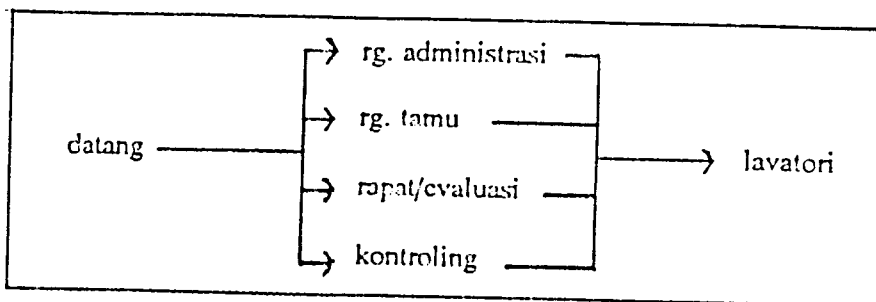 rg. administrasi
rg. tamu
datang
lavatori
rapat/evaluasi
kontroling